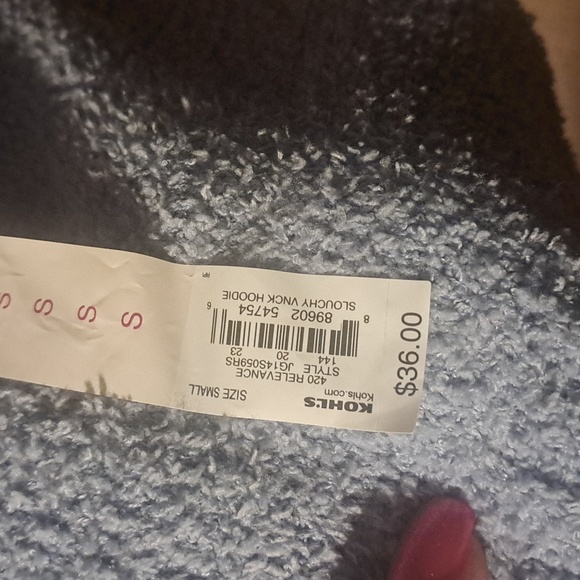 KOHL'S
Kohls.com
SIZE SMALL
420 RELEVANCE
STYLE JG14S059RS
144 20 23
8 89602 54754 6
SLOUCHY VNCK HOODIE
$36.00
S S S S